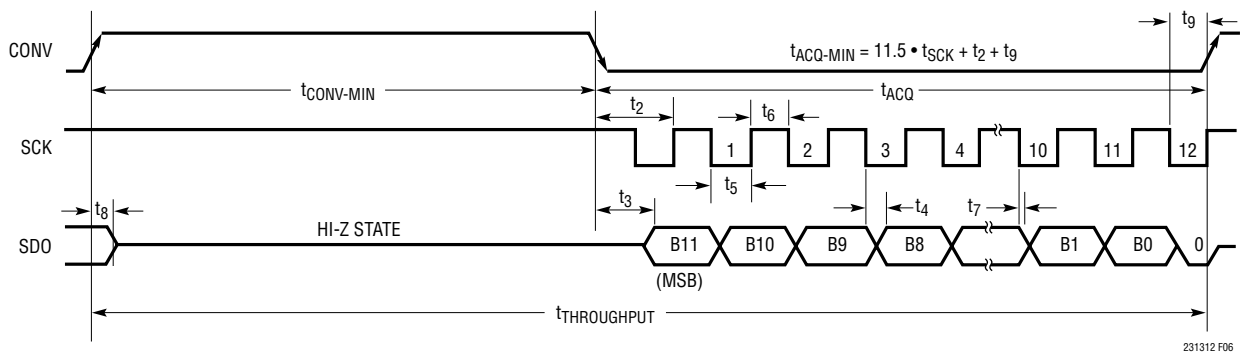 CONV
t9
tACQ-MIN = 11.5 • tSCK + t2 + t9
tCONV-MIN
tACQ
t2
t6
SCK
1
2
3
4
10
11
12
t5
t3
t4
t7
t8
HI-Z STATE
SDO
B11
B10
B9
B8
B1
B0
0
(MSB)
tTHROUGHPUT
231312 F06